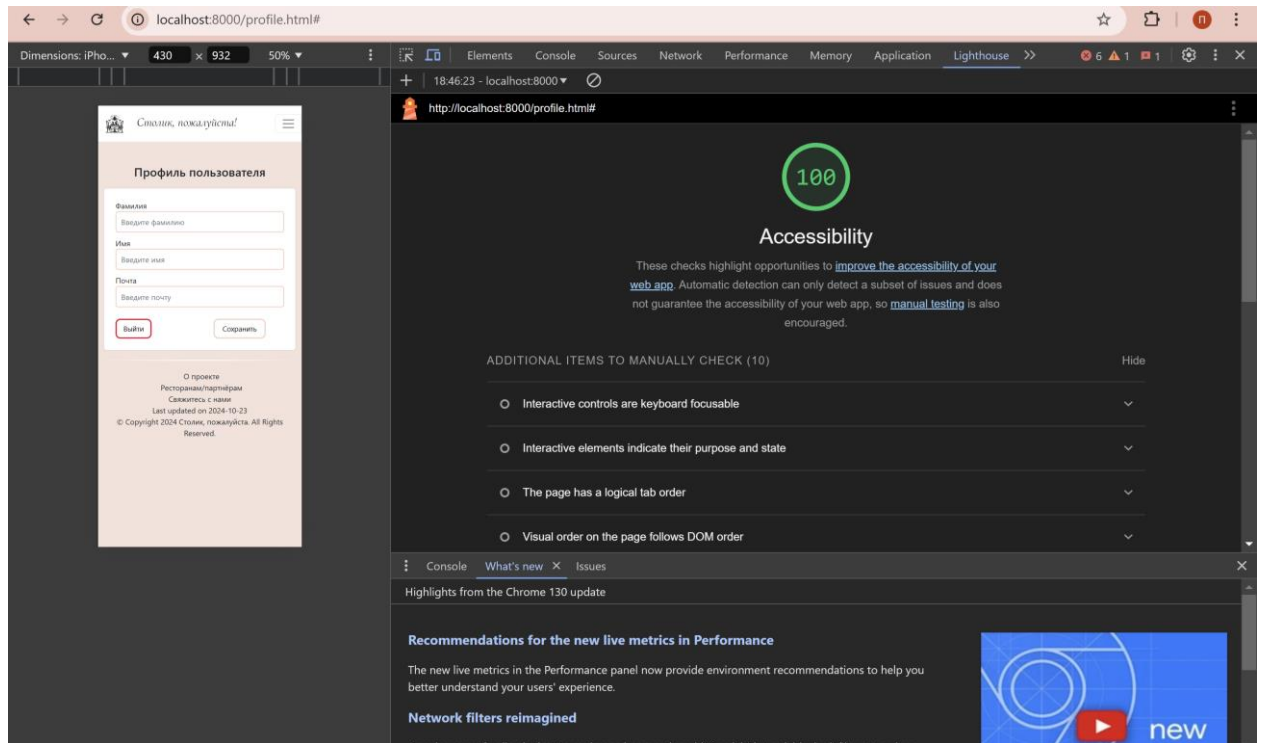 localhost:8000/profile.html#
п
Dimensions: iPho... 430 × 932 50%
Elements Console Sources Network Performance Memory Application Lighthouse 6 1 1
18:46:23 - localhost:8000
http://localhost:8000/profile.html#
Столик, пожалуйста!
Профиль пользователя
Фамилия
Введите фамилию
Имя
Введите имя
Почта
Введите почту
Выйти Сохранить
О проекте
Ресторанам/партнёрам
Свяжитесь с нами
Last updated on 2024-10-23
© Copyright 2024 Столик, пожалуйста. All Rights
Reserved.
100
Accessibility
These checks highlight opportunities to improve the accessibility of your
web app. Automatic detection can only detect a subset of issues and does
not guarantee the accessibility of your web app, so manual testing is also
encouraged.
ADDITIONAL ITEMS TO MANUALLY CHECK (10) Hide
Interactive controls are keyboard focusable
Interactive elements indicate their purpose and state
The page has a logical tab order
Visual order on the page follows DOM order
Console What's new Issues
Highlights from the Chrome 130 update
Recommendations for the new live metrics in Performance
The new live metrics in the Performance panel now provide environment recommendations to help you
better understand your users' experience.
Network filters reimagined
new